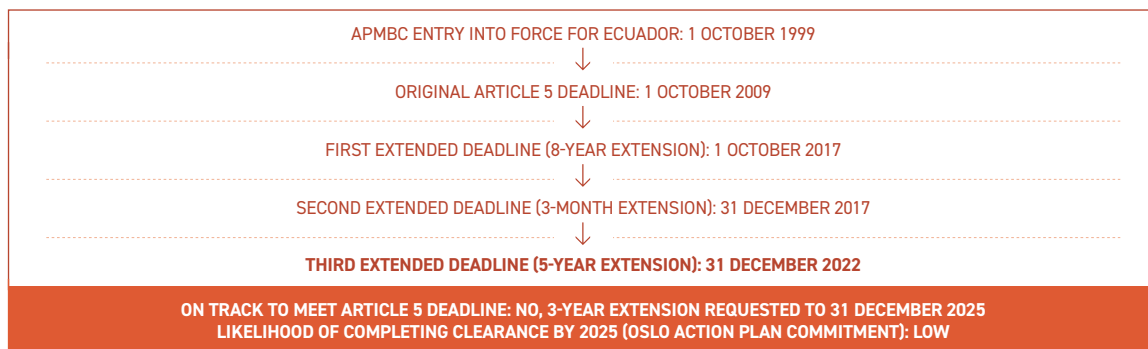 APMBC ENTRY INTO FORCE FOR ECUADOR: 1 OCTOBER 1999
ORIGINAL ARTICLE 5 DEADLINE: 1 OCTOBER 2009
FIRST EXTENDED DEADLINE (8-YEAR EXTENSION): 1 OCTOBER 2017
SECOND EXTENDED DEADLINE (3-MONTH EXTENSION): 31 DECEMBER 2017
THIRD EXTENDED DEADLINE (5-YEAR EXTENSION): 31 DECEMBER 2022
ON TRACK TO MEET ARTICLE 5 DEADLINE: NO, 3-YEAR EXTENSION REQUESTED TO 31 DECEMBER 2025
LIKELIHOOD OF COMPLETING CLEARANCE BY 2025 (OSLO ACTION PLAN COMMITMENT): LOW